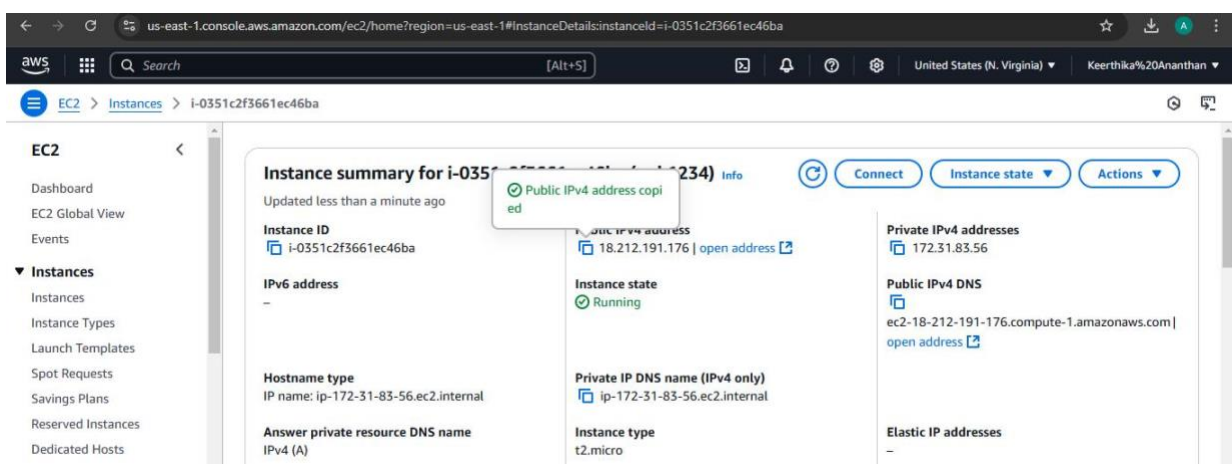 us-east-1.console.aws.amazon.com/ec2/home?region=us-east-1#InstanceDetails:instanceId=i-0351c2f3661ec46ba
A
aws
Search
[Alt+S]
United States (N. Virginia)
Keerthika%20Ananthan
EC2 > Instances > i-0351c2f3661ec46ba
EC2
Dashboard
EC2 Global View
Events
Instances
Instances
Instance Types
Launch Templates
Spot Requests
Savings Plans
Reserved Instances
Dedicated Hosts
Instance summary for i-035
234) Info
Connect
Instance state
Actions
Updated less than a minute ago
Public IPv4 address copi
ed
Instance ID
i-0351c2f3661ec46ba
Public IPv4 address
18.212.191.176 | open address
Private IPv4 addresses
172.31.83.56
IPv6 address
–
Instance state
Running
Public IPv4 DNS
ec2-18-212-191-176.compute-1.amazonaws.com |
open address
Hostname type
IP name: ip-172-31-83-56.ec2.internal
Private IP DNS name (IPv4 only)
ip-172-31-83-56.ec2.internal
Answer private resource DNS name
IPv4 (A)
Instance type
t2.micro
Elastic IP addresses
–